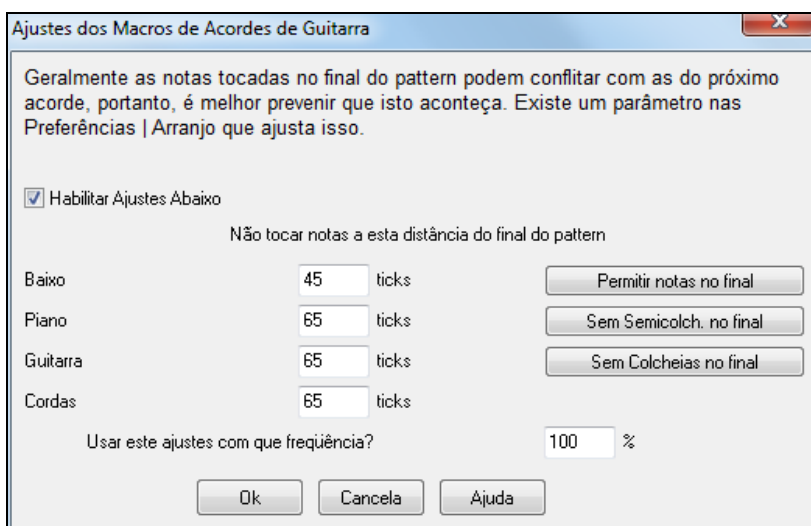 Ajustes dos Macros de Acordes de Guitarra
Geralmente as notas tocadas no final do pattern podem conflitar com as do próximo
acorde, portanto, é melhor prevenir que isto aconteça. Existe um parâmetro nas
Preferências | Arranjo que ajusta isso.
Habilitar Ajustes Abaixo
Não tocar notas a esta distância do final do pattern
Baixo 45 ticks Permitir notas no final
Piano 65 ticks Sem Semicolch. no final
Guitarra 65 ticks Sem Colcheias no final
Cordas 65 ticks
Usar este ajustes com que freqüência? 100 %
Ok Cancela Ajuda